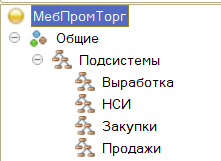 МебПромТорг
Общие
Подсистемы
Выработка
НСИ
Закупки
Продажи